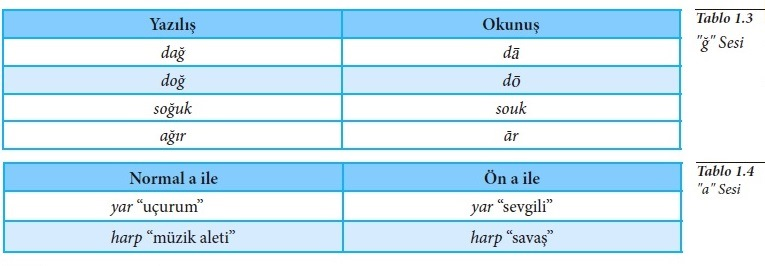 Yazılış Okunuş
dağ dā
doğ dō
soğuk souk
ağır ār
Tablo 1.3
"ğ" Sesi
Normal a ile Ön a ile
yar “uçurum” yar “sevgili”
harp “müzik aleti” harp “savaş”
Tablo 1.4
"a" Sesi